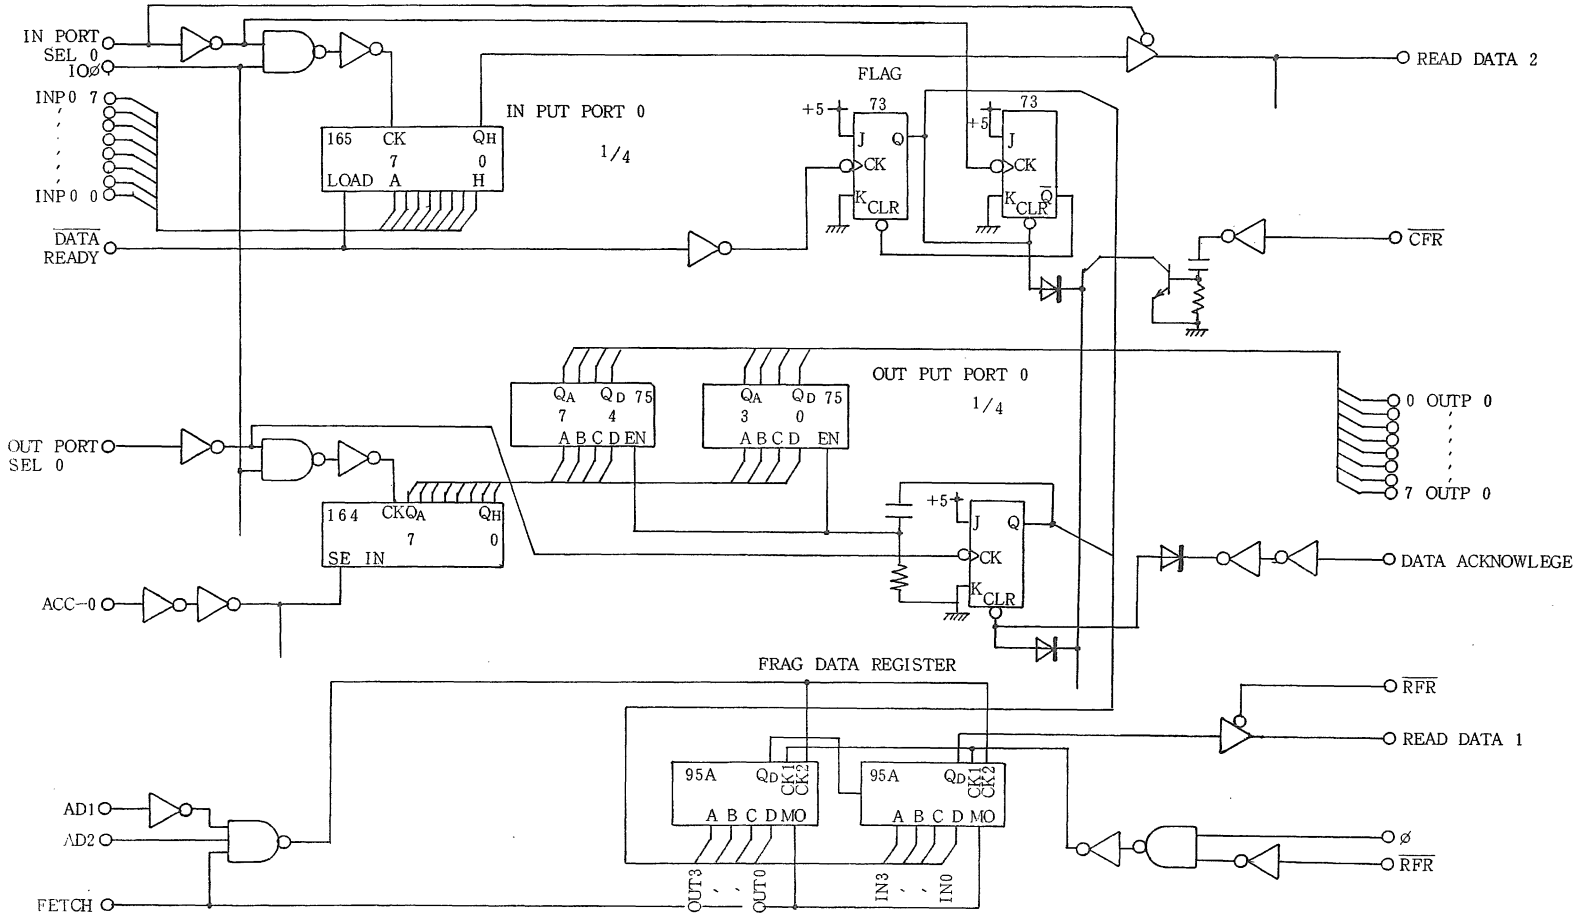 IN PORT
SEL 0
IO∅
INP0 7
INP0 0
DATA
READY
IN PUT PORT 0
1/4
165 CK QH
7 0
LOAD A H
FLAG
73
+5
J Q
CK
K
CLR
73
+5
J
CK
K Q
CLR
READ DATA 2
CFR
OUT PUT PORT 0
1/4
QA QD 75
7 4
A B C D EN
QA QD 75
3 0
A B C D EN
0 OUTP 0
7 OUTP 0
OUT PORT
SEL 0
164 CK QA QH
7 0
SE IN
+5
J Q
CK
K
CLR
DATA ACKNOWLEGE
ACC-0
FRAG DATA REGISTER
RFR
READ DATA 1
95A QD CK1 CK2
A B C D MO
95A QD CK1 CK2
A B C D MO
AD1
AD2
FETCH
OUT3
OUT0
IN3
IN0
∅
RFR